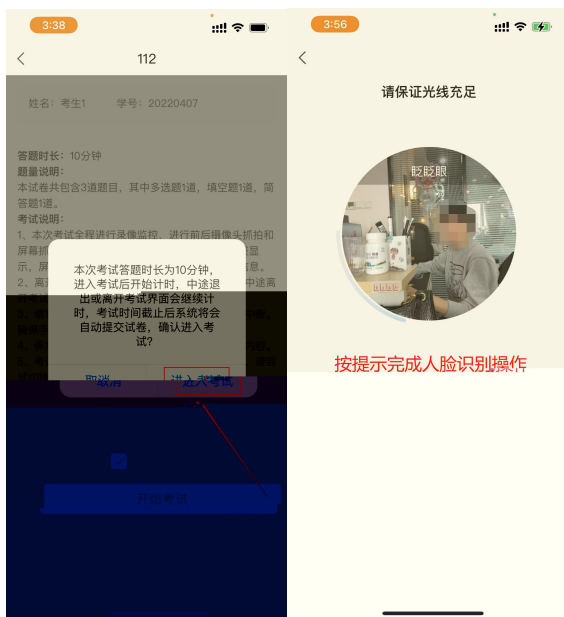 3:38
112
姓名：考生1 学号：20220407
答题时长：10分钟
题量说明：
本试卷共包含3道题目，其中多选题1道，填空题1道，简
答题1道。
考试说明：
1、本次考试全程进行录像监控，进行前后摄像头抓拍和
屏幕抓
示，屏
2、离开
中途离
本次考试答题时长为10分钟，
进入考试后开始计时，中途退
出或离开考试界面会继续计
时，考试时间截止后系统将会
自动提交试卷，确认进入考
试？
取消 进入考试
开始考试
3:56
请保证光线充足
眨眨眼
按提示完成人脸识别操作